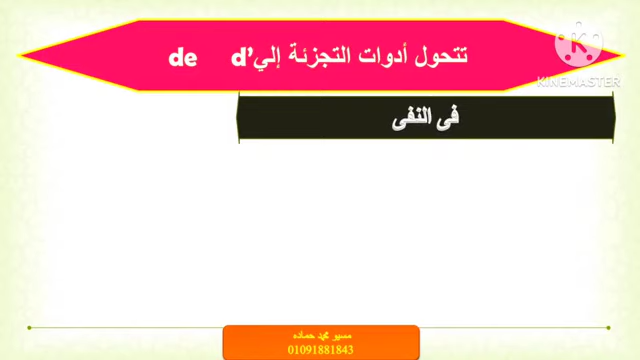 تتحول أدوات التجزئة إلي d’ de
KINEMASTER
فى النفى
مسيو محمد حماده
01091881843